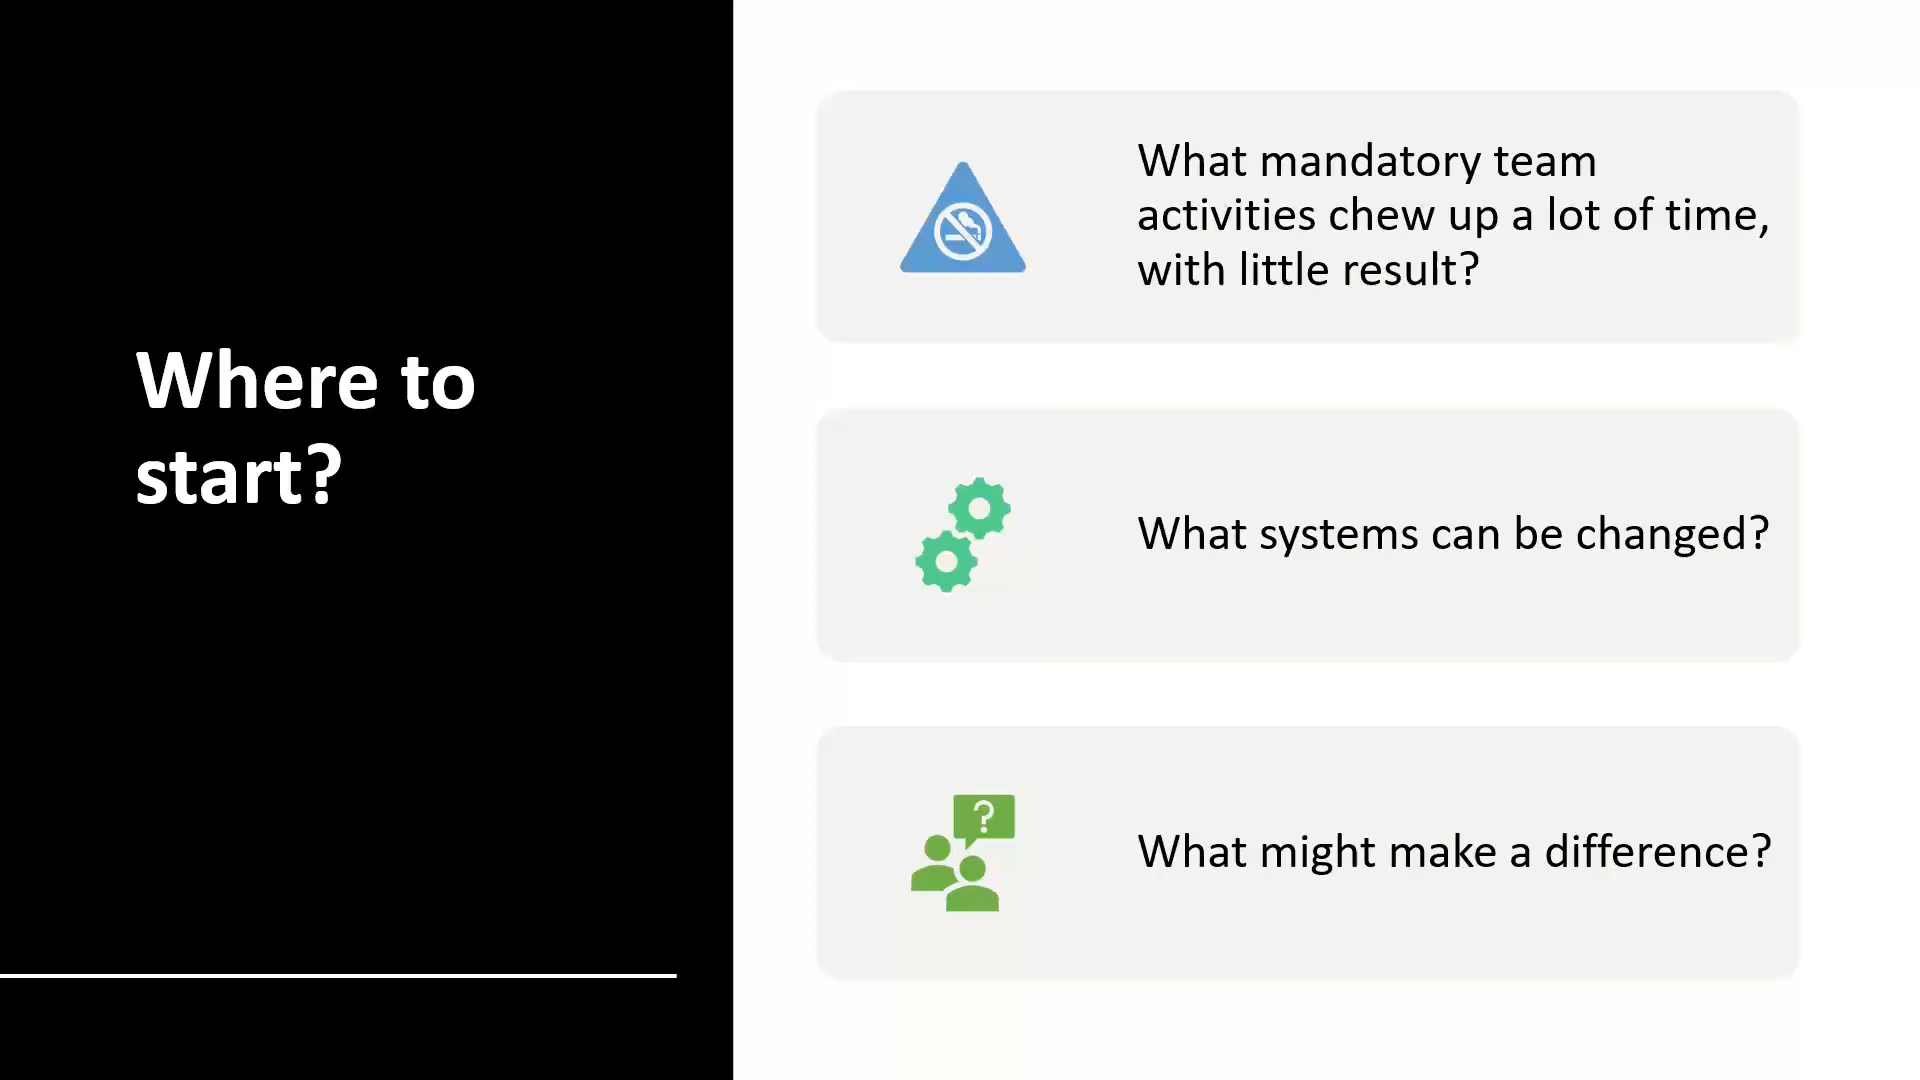 Where to
start?
What mandatory team
activities chew up a lot of time,
with little result?
What systems can be changed?
?
What might make a difference?